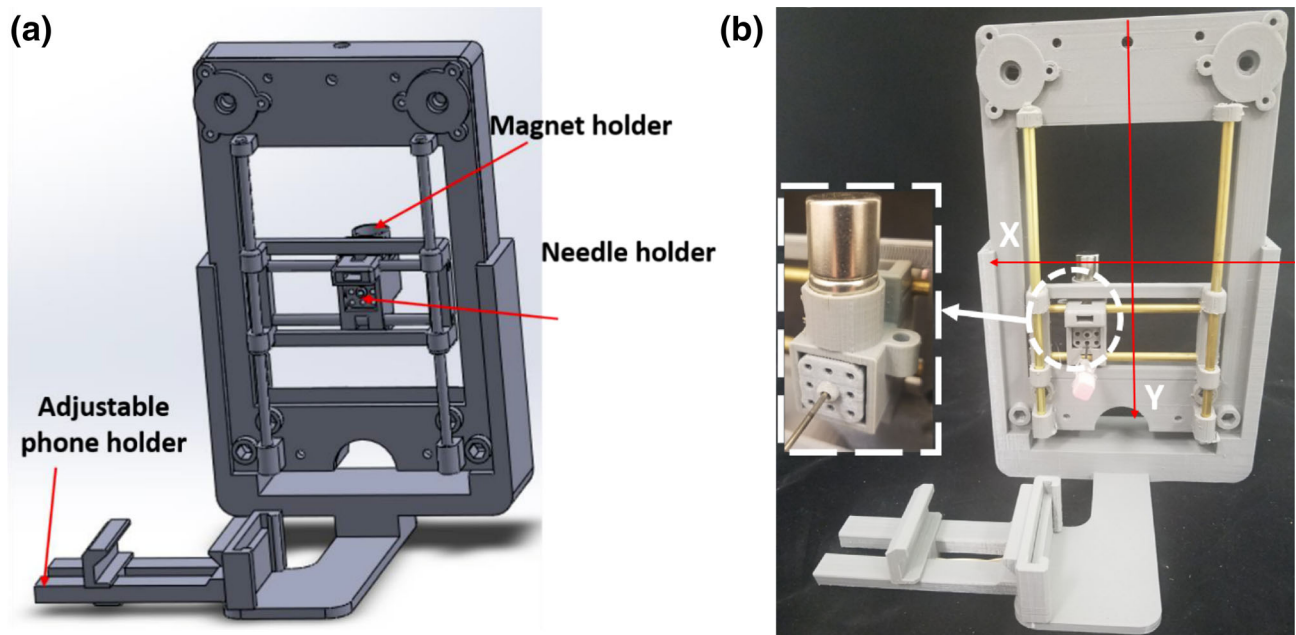 (a)
Magnet holder
Needle holder
Adjustable
phone holder
(b)
X
Y